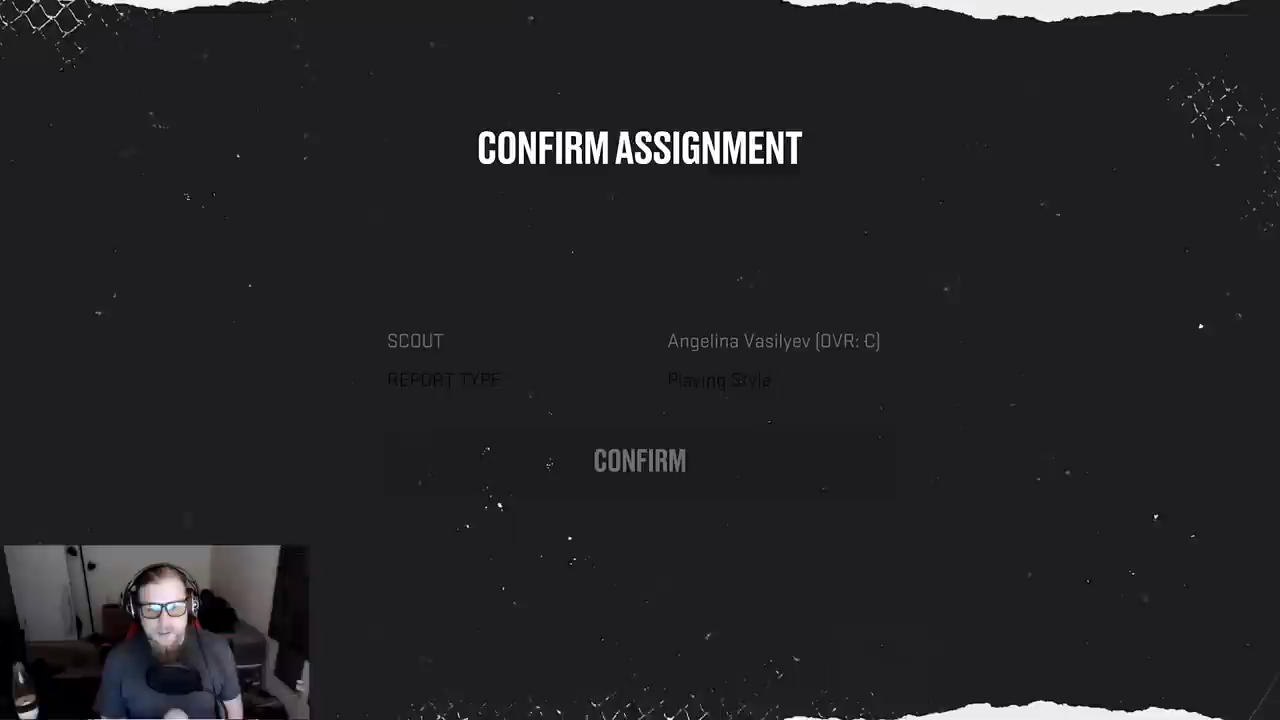 CONFIRM ASSIGNMENT
SCOUT Angelina Vasilyev (OVR: C)
REPORT TYPE Playing Style
CONFIRM